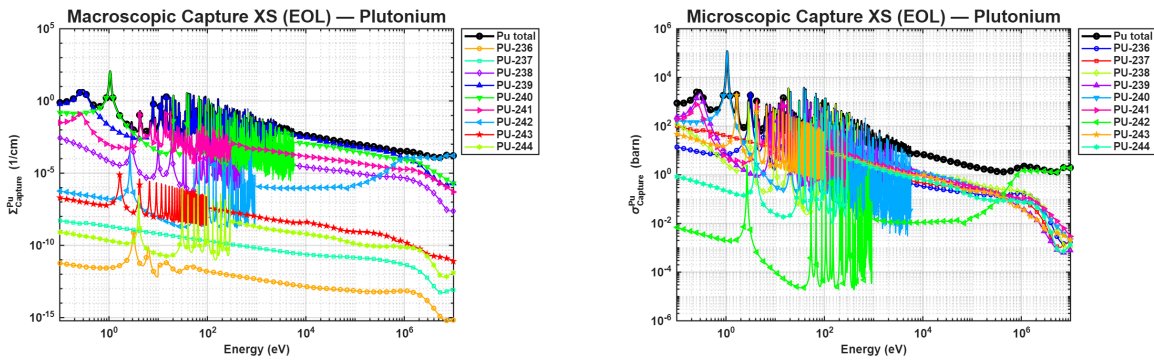 Macroscopic Capture XS (EOL) — Plutonium
10^5
10^0
10^-5
10^-10
10^-15
Σ^Pu_Capture (1/cm)
10^0
10^2
10^4
10^6
Energy (eV)
Pu total
PU-236
PU-237
PU-238
PU-239
PU-240
PU-241
PU-242
PU-243
PU-244
Microscopic Capture XS (EOL) — Plutonium
10^6
10^4
10^2
10^0
10^-2
10^-4
10^-6
σ^Pu_Capture (barn)
10^0
10^2
10^4
10^6
Energy (eV)
Pu total
PU-236
PU-237
PU-238
PU-239
PU-240
PU-241
PU-242
PU-243
PU-244